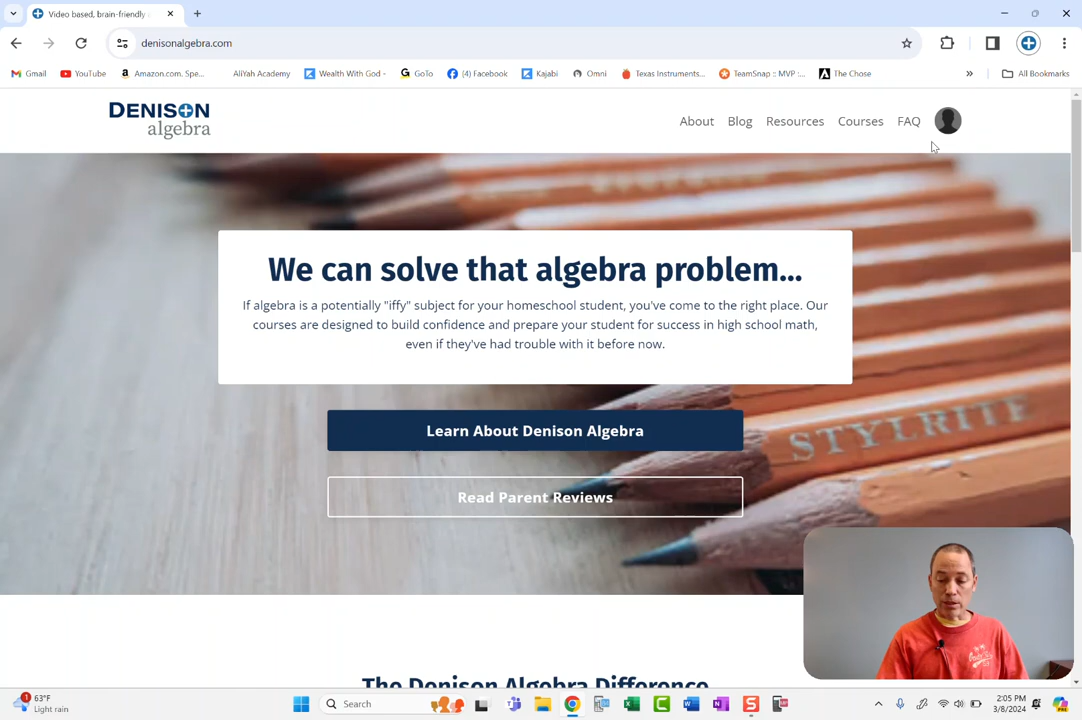 Video based, brain-friendly
denisonalgebra.com
Gmail YouTube Amazon.com. Spe... AliYah Academy Wealth With God - GoTo (4) Facebook Kajabi Omni Texas Instruments... TeamSnap :: MVP :... The Chose » All Bookmarks
DENISON
algebra
About Blog Resources Courses FAQ
We can solve that algebra problem...
If algebra is a potentially "iffy" subject for your homeschool student, you've come to the right place. Our
courses are designed to build confidence and prepare your student for success in high school math,
even if they've had trouble with it before now.
Learn About Denison Algebra
STYLRITE
Read Parent Reviews
The Denison Algebra Difference
1
63°F
Light rain
Search
2:05 PM
3/8/2024